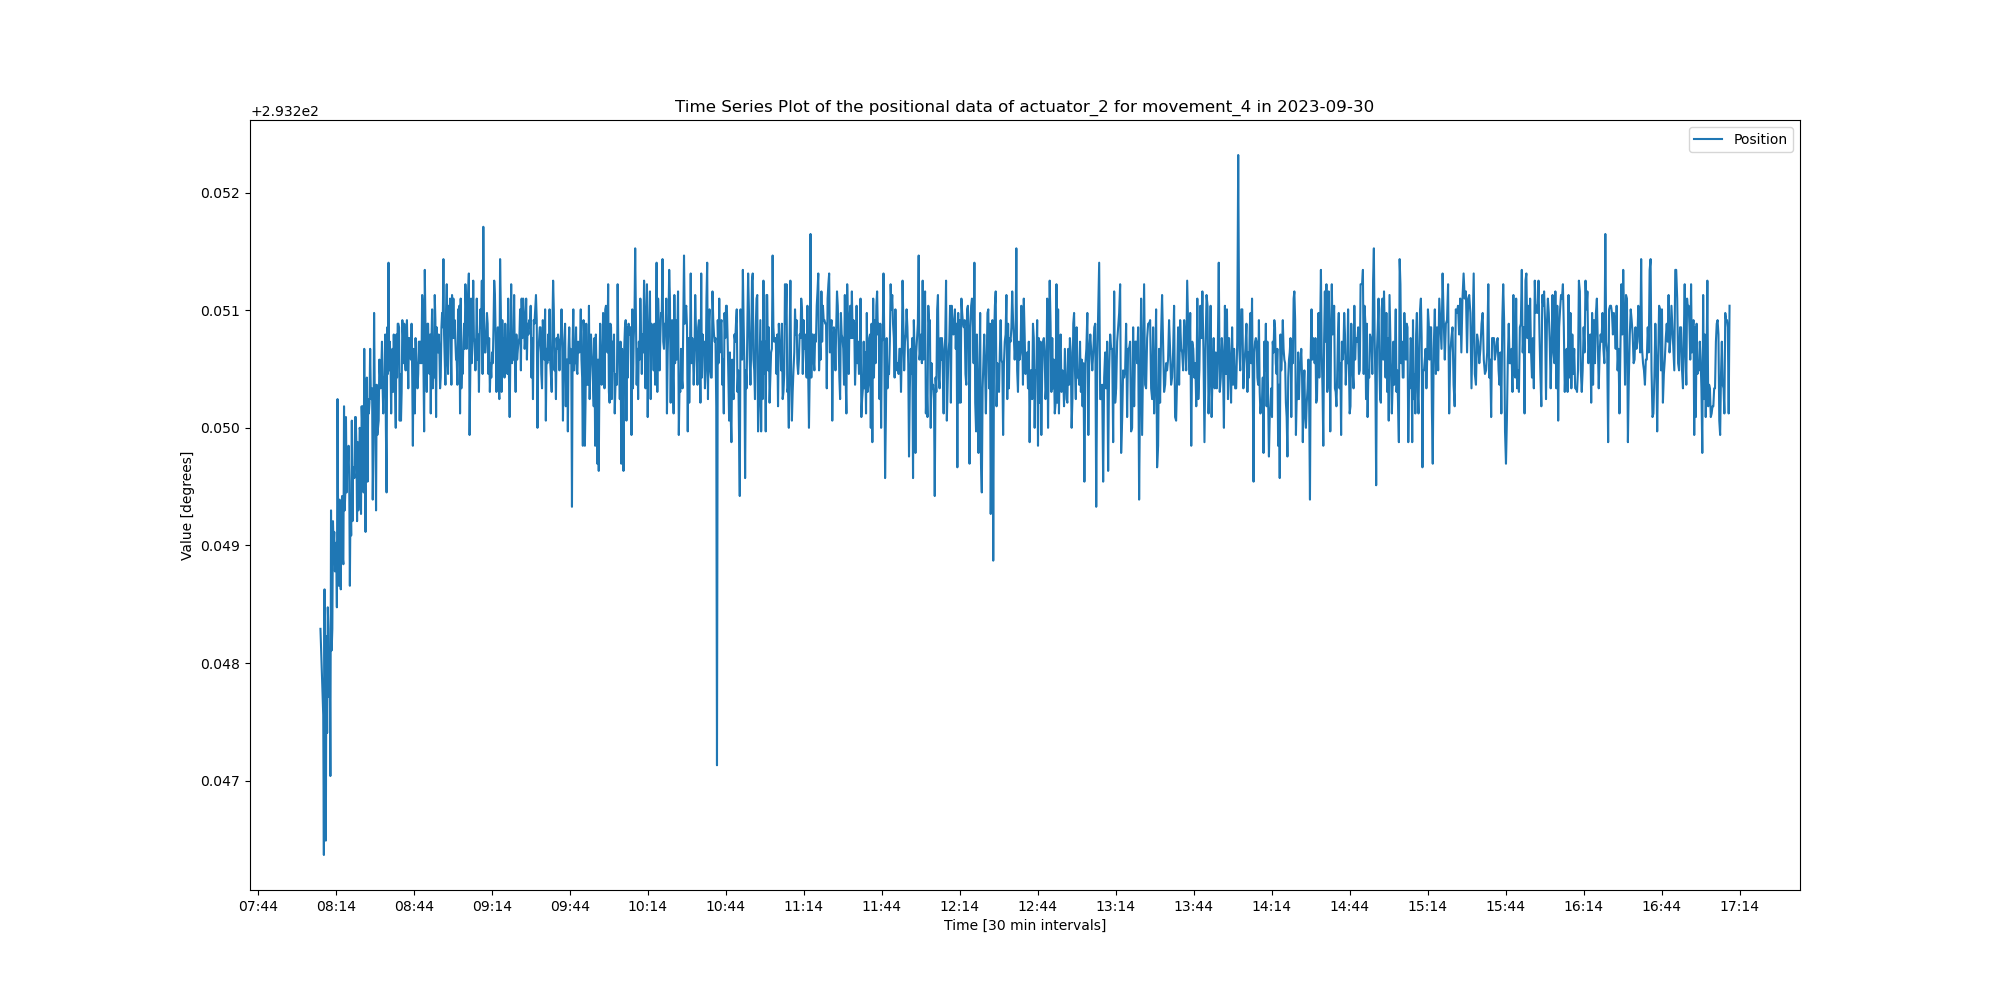 Time Series Plot of the positional data of actuator_2 for movement_4 in 2023-09-30
+2.932e2
Position
0.052
0.051
0.050
0.049
0.048
0.047
Value [degrees]
07:44 08:14 08:44 09:14 09:44 10:14 10:44 11:14 11:44 12:14 12:44 13:14 13:44 14:14 14:44 15:14 15:44 16:14 16:44 17:14
Time [30 min intervals]